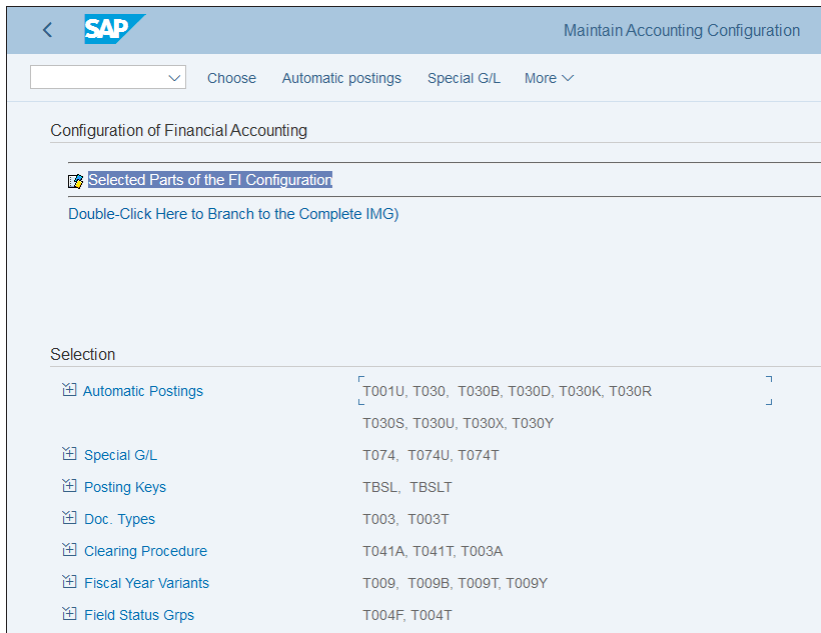 SAP Maintain Accounting Configuration
Choose Automatic postings Special G/L More
Configuration of Financial Accounting
Selected Parts of the FI Configuration
Double-Click Here to Branch to the Complete IMG)
Selection
Automatic Postings T001U, T030, T030B, T030D, T030K, T030R
T030S, T030U, T030X, T030Y
Special G/L T074, T074U, T074T
Posting Keys TBSL, TBSLT
Doc. Types T003, T003T
Clearing Procedure T041A, T041T, T003A
Fiscal Year Variants T009, T009B, T009T, T009Y
Field Status Grps T004F, T004T